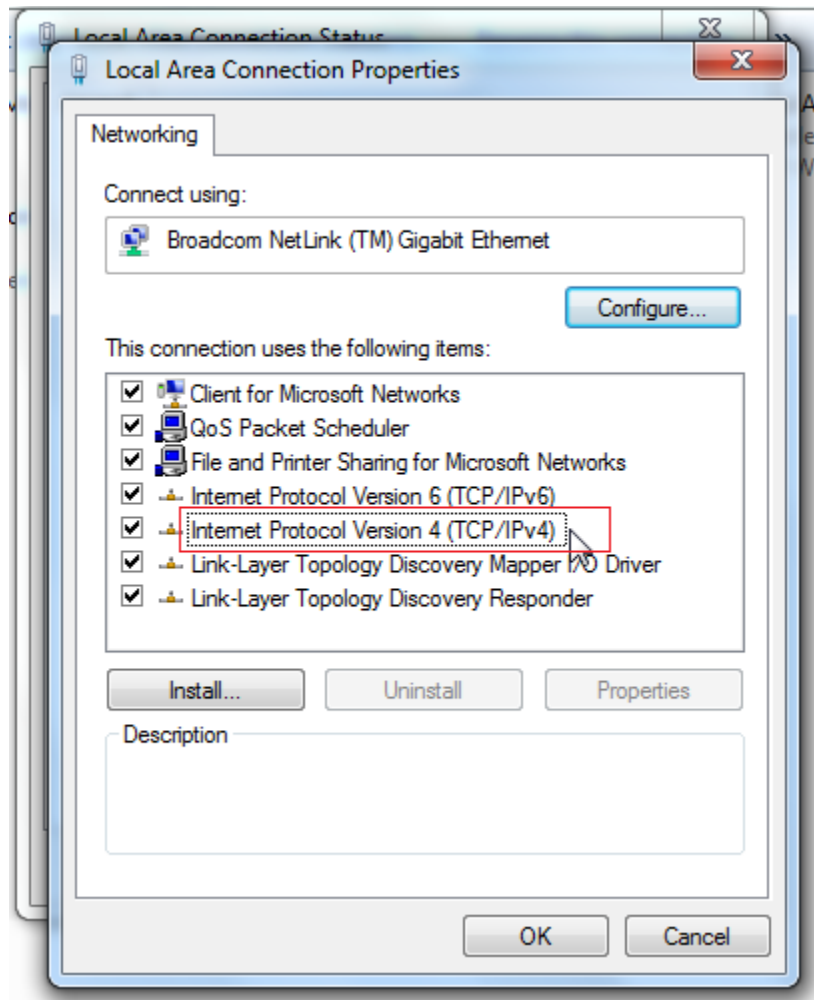 Local Area Connection Status
Local Area Connection Properties
Networking
Connect using:
Broadcom NetLink (TM) Gigabit Ethernet
Configure...
This connection uses the following items:
Client for Microsoft Networks
QoS Packet Scheduler
File and Printer Sharing for Microsoft Networks
Internet Protocol Version 6 (TCP/IPv6)
Internet Protocol Version 4 (TCP/IPv4)
Link-Layer Topology Discovery Mapper I/O Driver
Link-Layer Topology Discovery Responder
Install...
Uninstall
Properties
Description
OK
Cancel